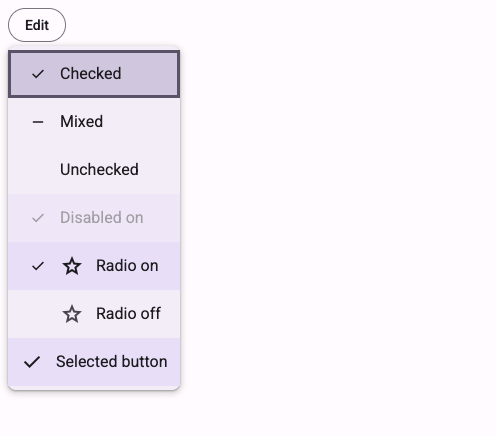 Edit
Checked
Mixed
Unchecked
Disabled on
Radio on
Radio off
Selected button